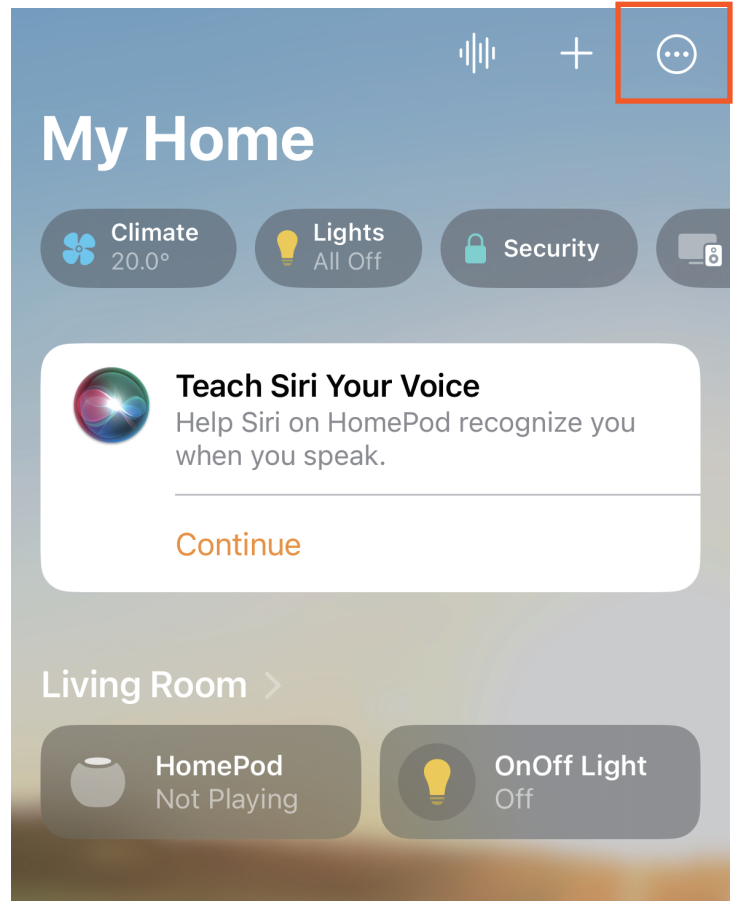 My Home
Climate
20.0°
Lights
All Off
Security
Teach Siri Your Voice
Help Siri on HomePod recognize you
when you speak.
Continue
Living Room
HomePod
Not Playing
OnOff Light
Off